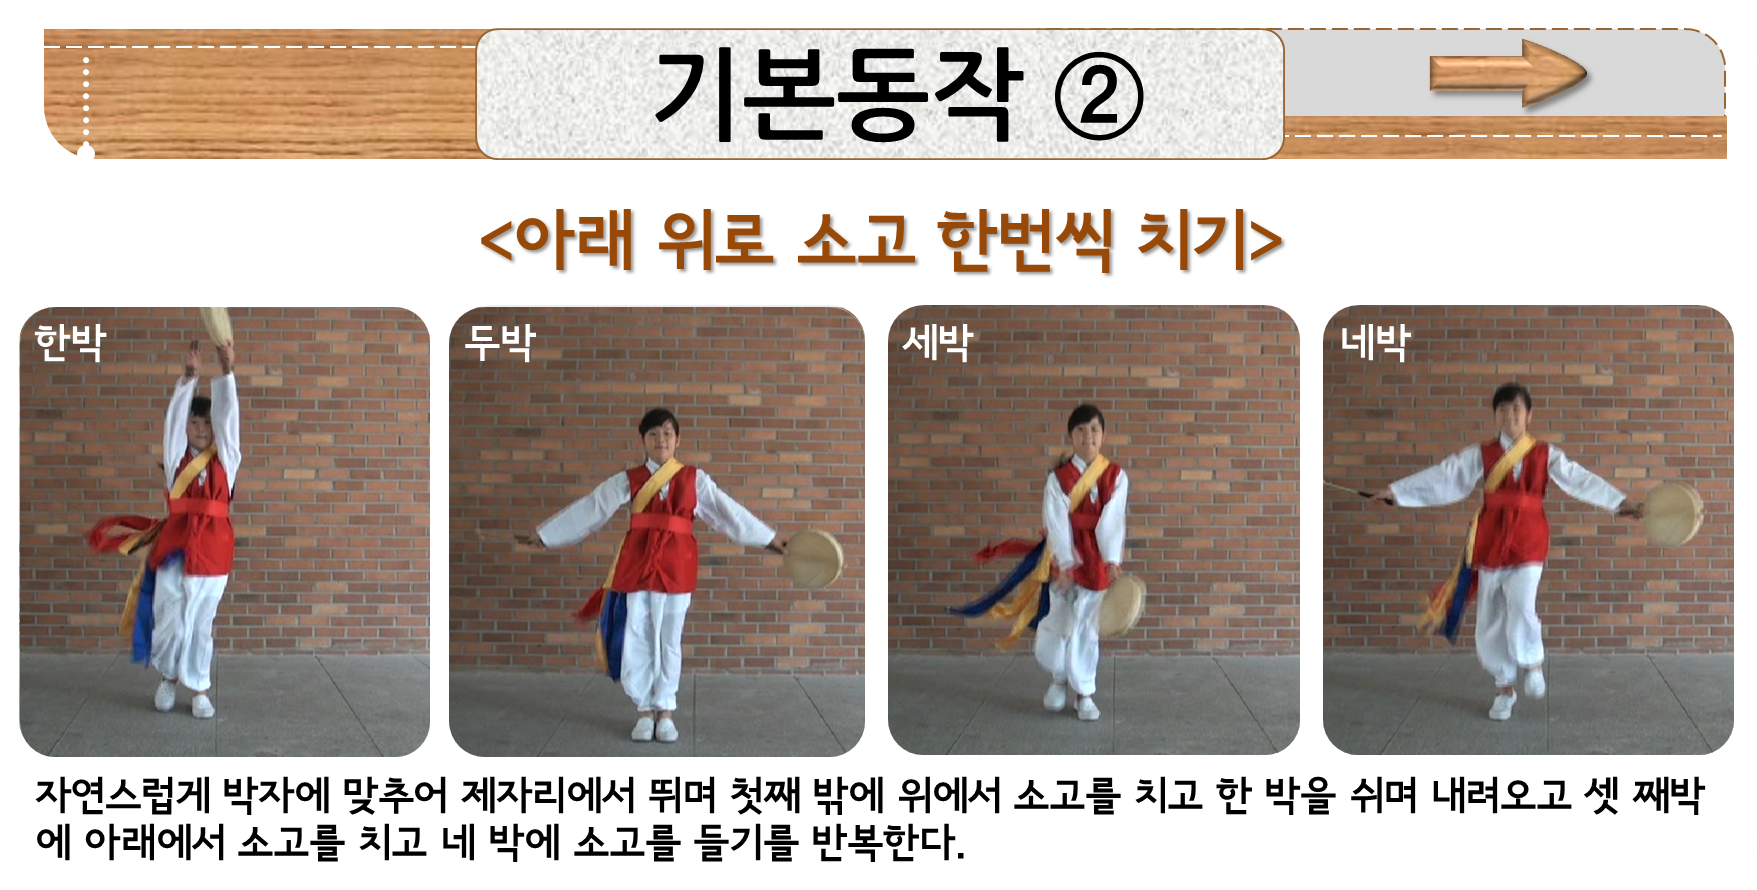 기본동작 ②
<아래 위로 소고 한번씩 치기>
한박
두박
세박
네박
자연스럽게 박자에 맞추어 제자리에서 뛰며 첫째 밖에 위에서 소고를 치고 한 박을 쉬며 내려오고 셋 째박
에 아래에서 소고를 치고 네 박에 소고를 들기를 반복한다.